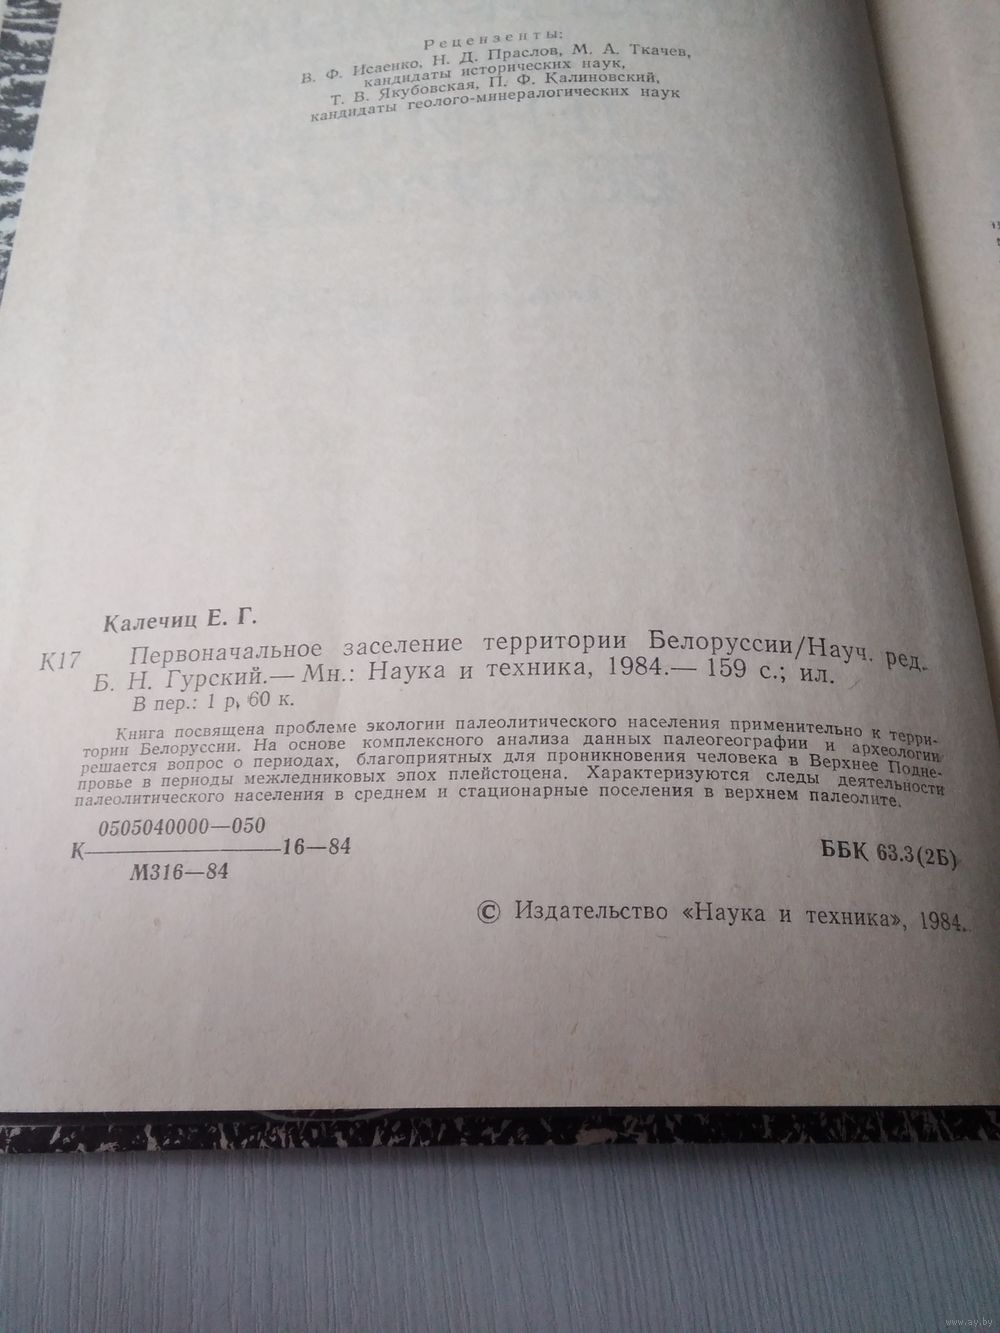 Рецензенты:
В. Ф. Исаенко, Н. Д. Праслов, М. А. Ткачев,
кандидаты исторических наук,
Т. В. Якубовская, П. Ф. Калиновский,
кандидаты геолого-минералогических наук
Калечиц Е. Г.
К17 Первоначальное заселение территории Белоруссии/Науч. ред.
Б. Н. Гурский.— Мн.: Наука и техника, 1984.— 159 с.; ил.
В пер.: 1 р. 60 к.
Книга посвящена проблеме экологии палеолитического населения применительно к терри-
тории Белоруссии. На основе комплексного анализа данных палеогеографии и археологии
решается вопрос о периодах, благоприятных для проникновения человека в Верхнее Подне-
провье в периоды межледниковых эпох плейстоцена. Характеризуются следы деятельности
палеолитического населения в среднем и стационарные поселения в верхнем палеолите.
0505040000—050
К————————16—84
М316—84
ББК 63.3(2Б)
© Издательство «Наука и техника», 1984.
www.ay.by